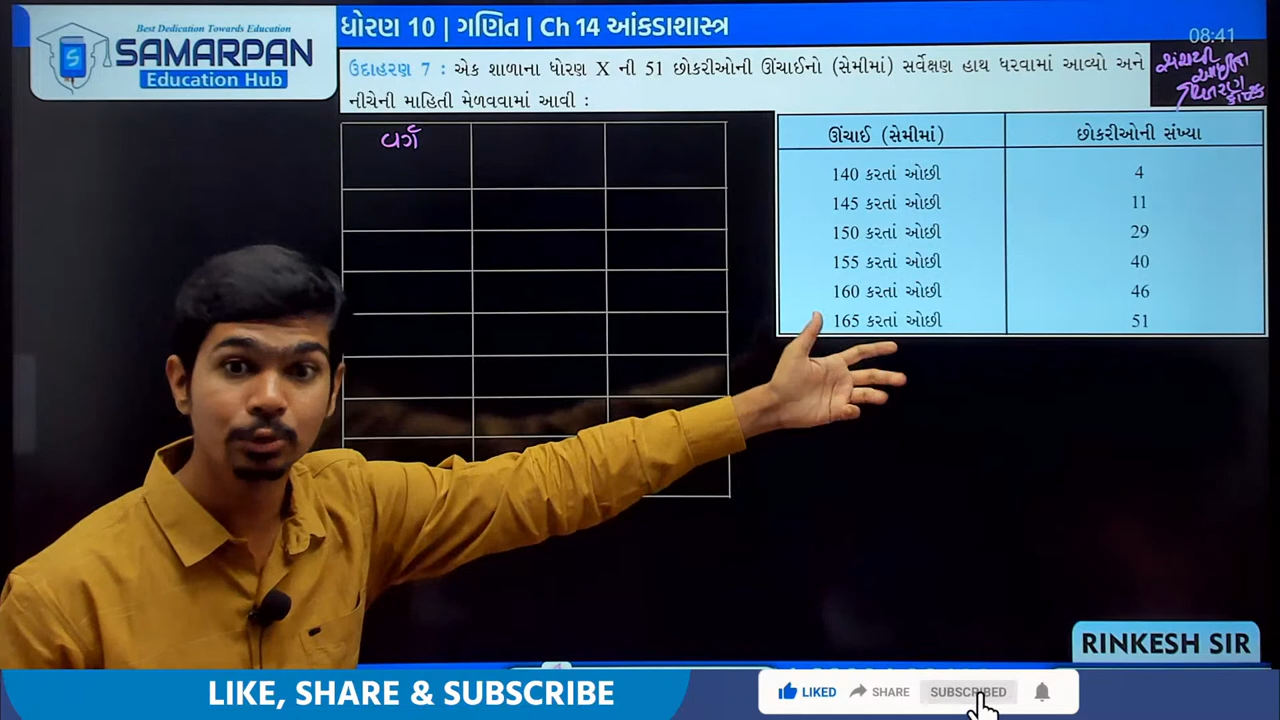 Best Dedication Towards Education
SAMARPAN
Education Hub
ધોરણ 10 | ગણિત | Ch 14 આંકડાશાસ્ત્ર
08:41
ઉદાહરણ 7 : એક શાળાના ધોરણ X ની 51 છોકરીઓની ઊંચાઈનો (સેમીમાં) સર્વેક્ષણ હાથ ધરવામાં આવ્યો અને
નીચેની માહિતી મેળવવામાં આવી :
વર્ગ
ઊંચાઈ (સેમીમાં) છોકરીઓની સંખ્યા
140 કરતાં ઓછી 4
145 કરતાં ઓછી 11
150 કરતાં ઓછી 29
155 કરતાં ઓછી 40
160 કરતાં ઓછી 46
165 કરતાં ઓછી 51
RINKESH SIR
LIKE, SHARE & SUBSCRIBE
LIKED SHARE SUBSCRIBED